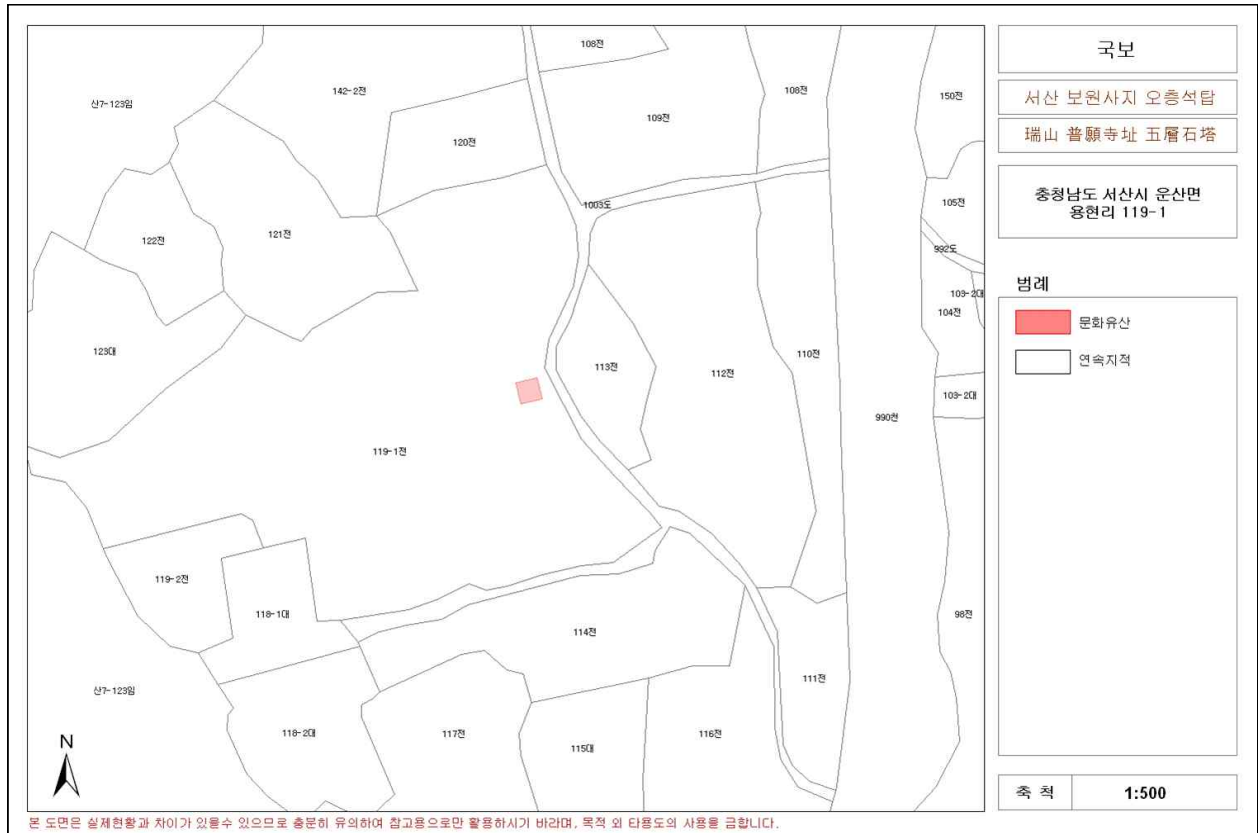 국보
서산 보원사지 오층석탑
瑞山 普願寺址 五層石塔
충청남도 서산시 운산면
용현리 119-1
범례
문화유산
연속지적
축 척
1:500
108전
108전
150전
142-2전
산7-123임
109전
120전
105전
1003도
121전
122전
992도
103-2대
104전
123대
110전
113전
112전
103-2대
990천
119-1전
119-2전
118-1대
98전
114전
111전
산7-123임
118-2대
117전
116전
115대
N
본 도면은 실제현황과 차이가 있을수 있으므로 충분히 유의하여 참고용으로만 활용하시기 바라며, 목적 외 타용도의 사용을 금합니다.